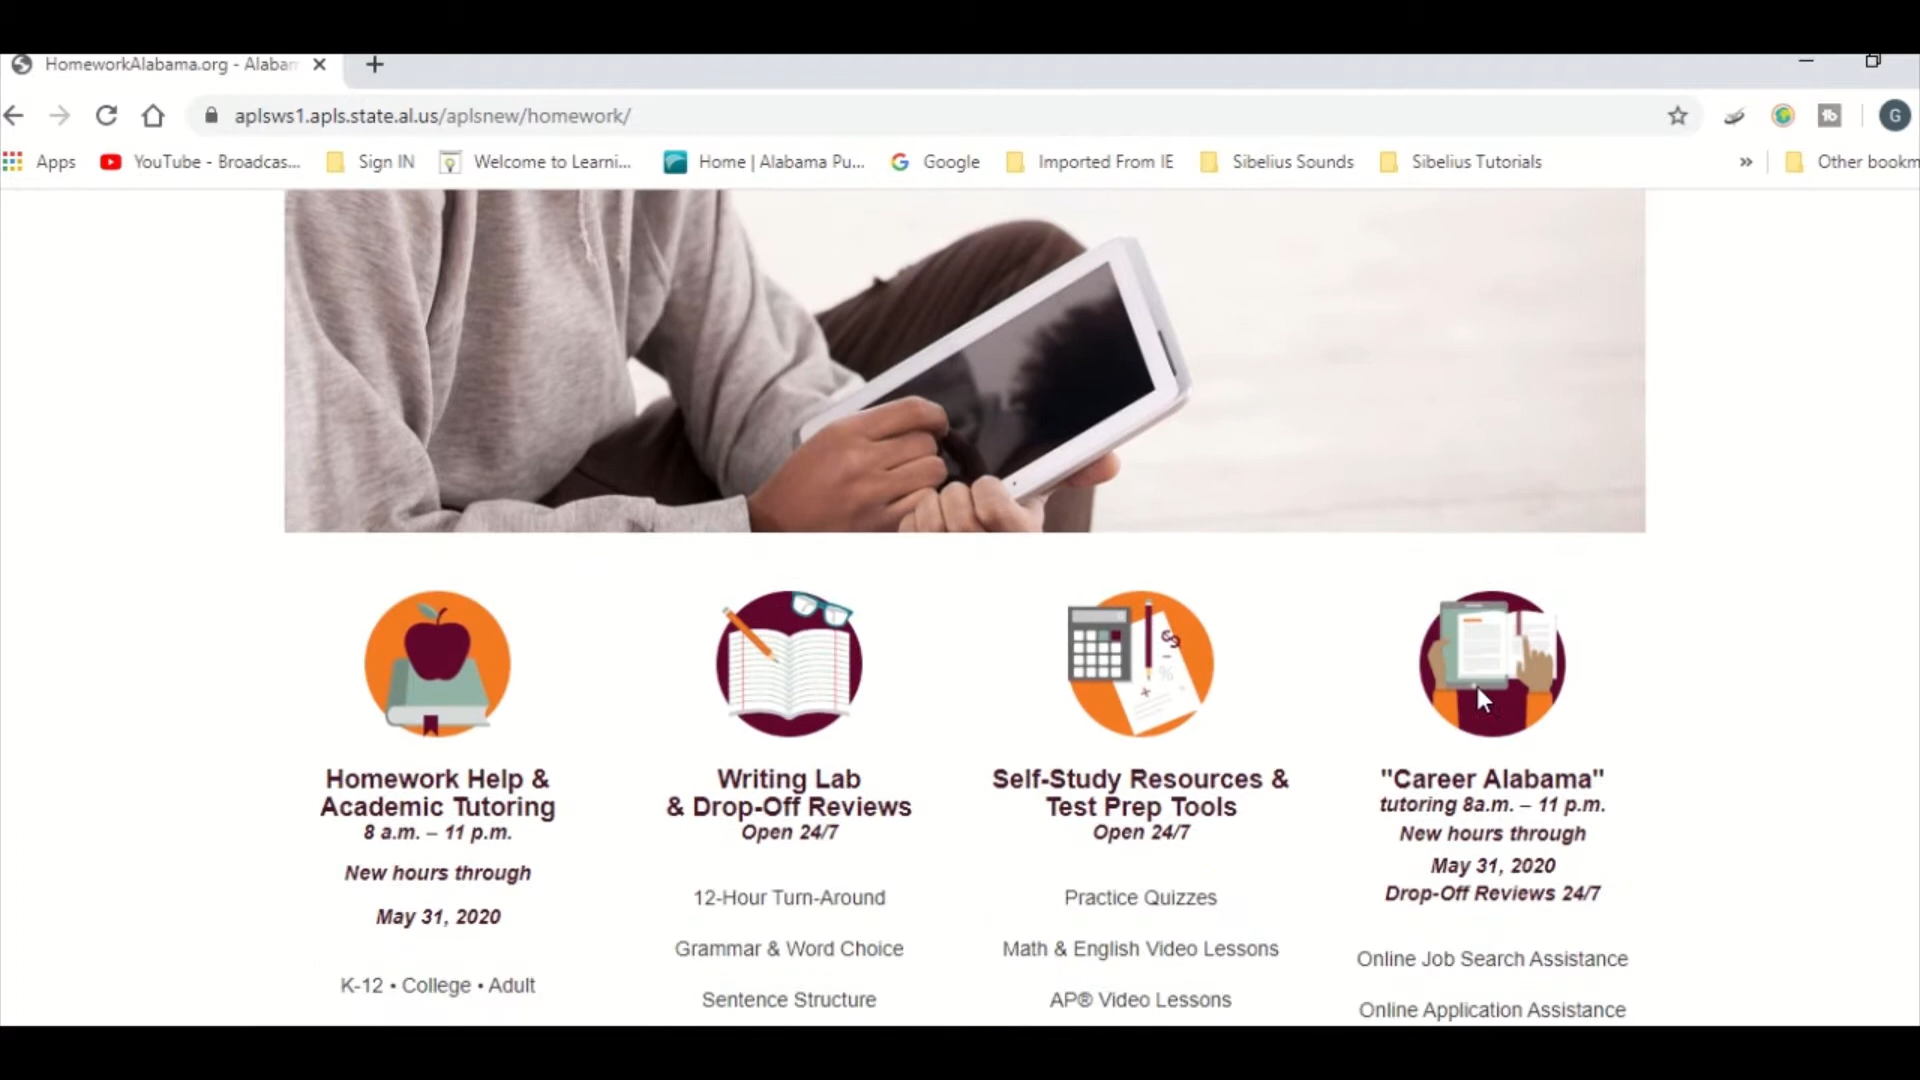 HomeworkAlabama.org - Alabam
aplsws1.apls.state.al.us/aplsnew/homework/
G
Apps
YouTube - Broadcas...
Sign IN
Welcome to Learni...
Home | Alabama Pu...
Google
Imported From IE
Sibelius Sounds
Sibelius Tutorials
»
Other bookm
Homework Help &
Academic Tutoring
8 a.m. – 11 p.m.
New hours through
May 31, 2020
K-12 • College • Adult
Writing Lab
& Drop-Off Reviews
Open 24/7
12-Hour Turn-Around
Grammar & Word Choice
Sentence Structure
Self-Study Resources &
Test Prep Tools
Open 24/7
Practice Quizzes
Math & English Video Lessons
AP® Video Lessons
"Career Alabama"
tutoring 8a.m. – 11 p.m.
New hours through
May 31, 2020
Drop-Off Reviews 24/7
Online Job Search Assistance
Online Application Assistance